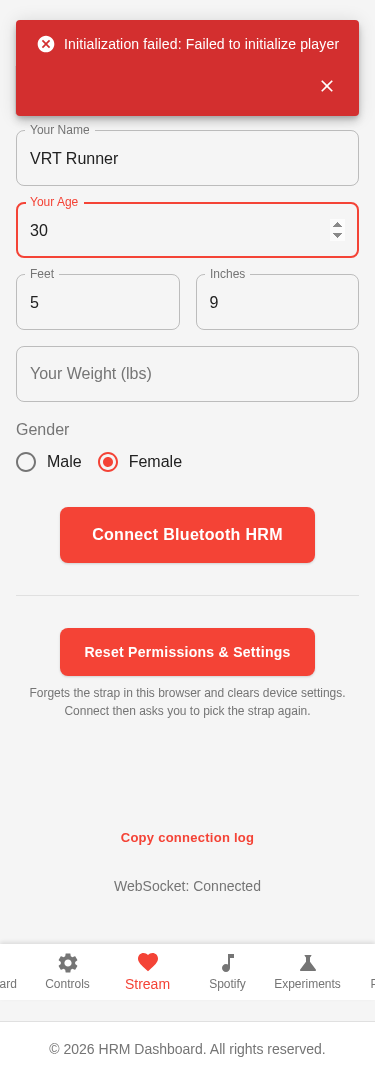 Initialization failed: Failed to initialize player
Your Name
VRT Runner
Your Age
30
Feet
Inches
5
9
Your Weight (lbs)
Gender
Male
Female
Connect Bluetooth HRM
Reset Permissions & Settings
Forgets the strap in this browser and clears device settings.
Connect then asks you to pick the strap again.
Copy connection log
WebSocket: Connected
ard
Controls
Stream
Spotify
Experiments
© 2026 HRM Dashboard. All rights reserved.